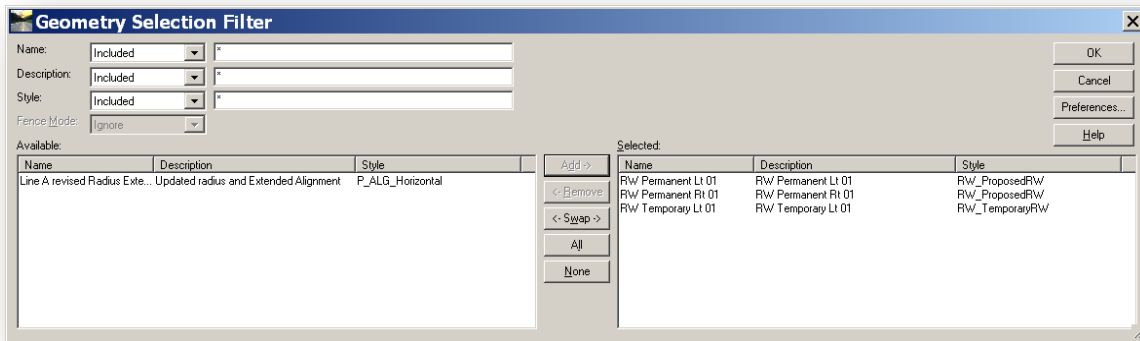 Geometry Selection Filter
Name: Included *
Description: Included *
Style: Included *
Fence Mode: Ignore
OK
Cancel
Preferences...
Help
Available:
Name Description Style
Line A revised Radius Exte... Updated radius and Extended Alignment P_ALG_Horizontal
Add ->
<- Remove
<- Swap ->
All
None
Selected:
Name Description Style
RW Permanent Lt 01 RW Permanent Lt 01 RW_ProposedRW
RW Permanent Rt 01 RW Permanent Rt 01 RW_ProposedRW
RW Temporary Lt 01 RW Temporary Lt 01 RW_TemporaryRW